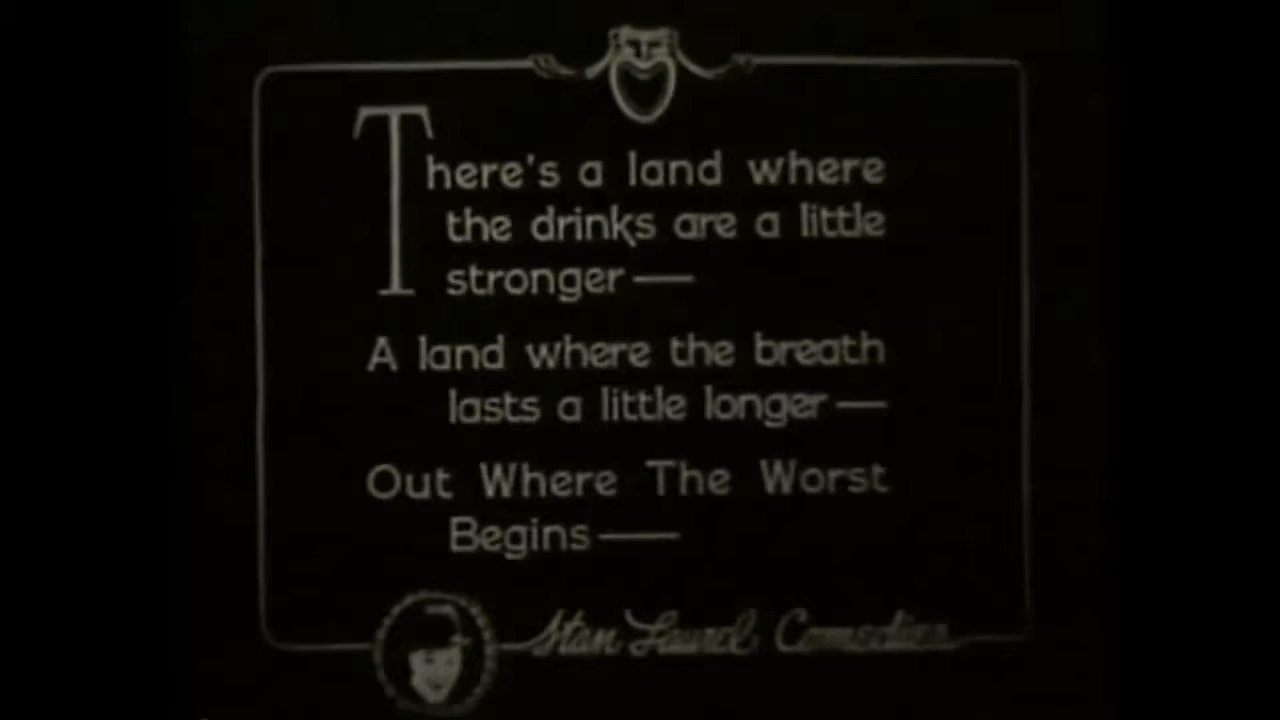 There's a land where
the drinks are a little
stronger —
A land where the breath
lasts a little longer —
Out Where The Worst
Begins —
Stan Laurel Comedies